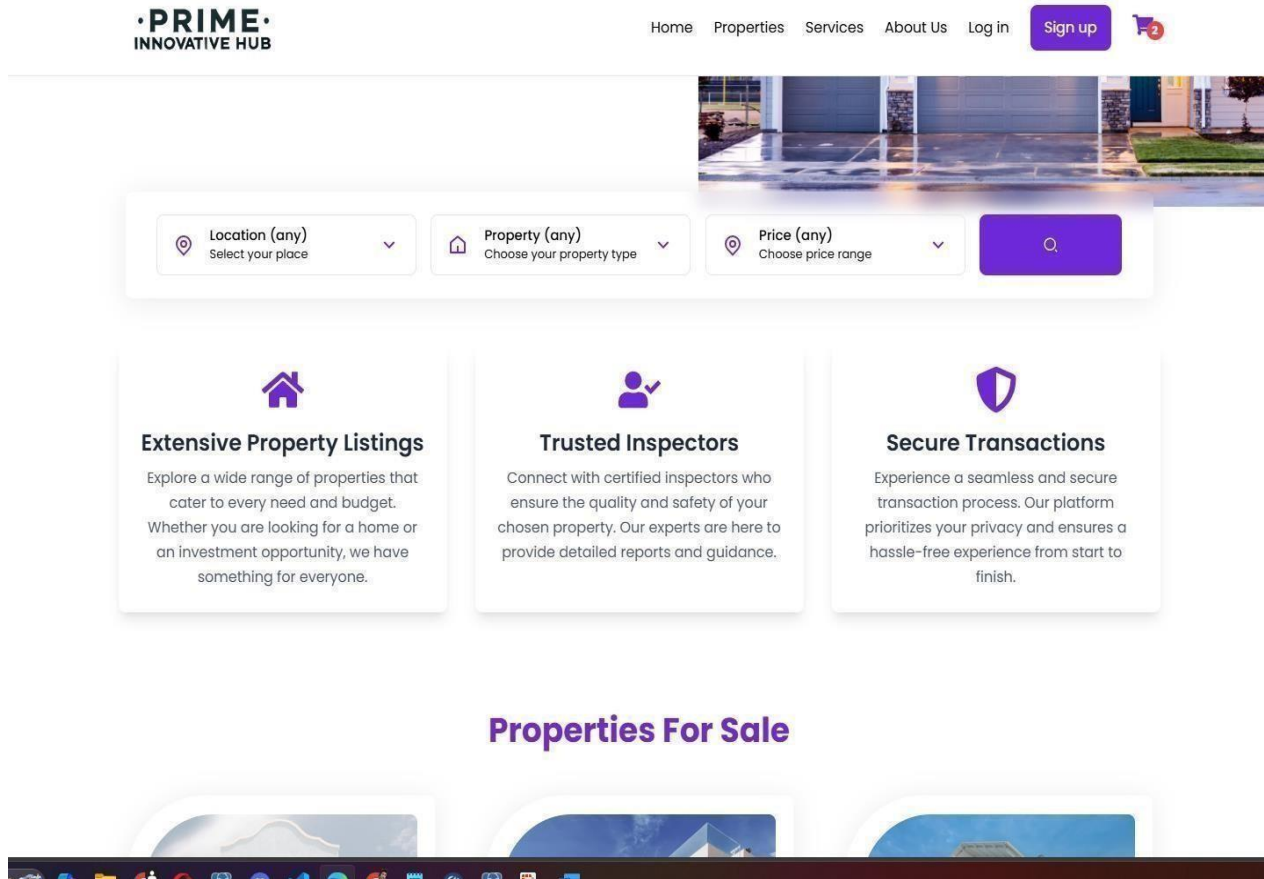 ·PRIME·
INNOVATIVE HUB
Home Properties Services About Us Log in Sign up 2
Location (any)
Select your place
Property (any)
Choose your property type
Price (any)
Choose price range
Extensive Property Listings
Explore a wide range of properties that
cater to every need and budget.
Whether you are looking for a home or
an investment opportunity, we have
something for everyone.
Trusted Inspectors
Connect with certified inspectors who
ensure the quality and safety of your
chosen property. Our experts are here to
provide detailed reports and guidance.
Secure Transactions
Experience a seamless and secure
transaction process. Our platform
prioritizes your privacy and ensures a
hassle-free experience from start to
finish.
Properties For Sale